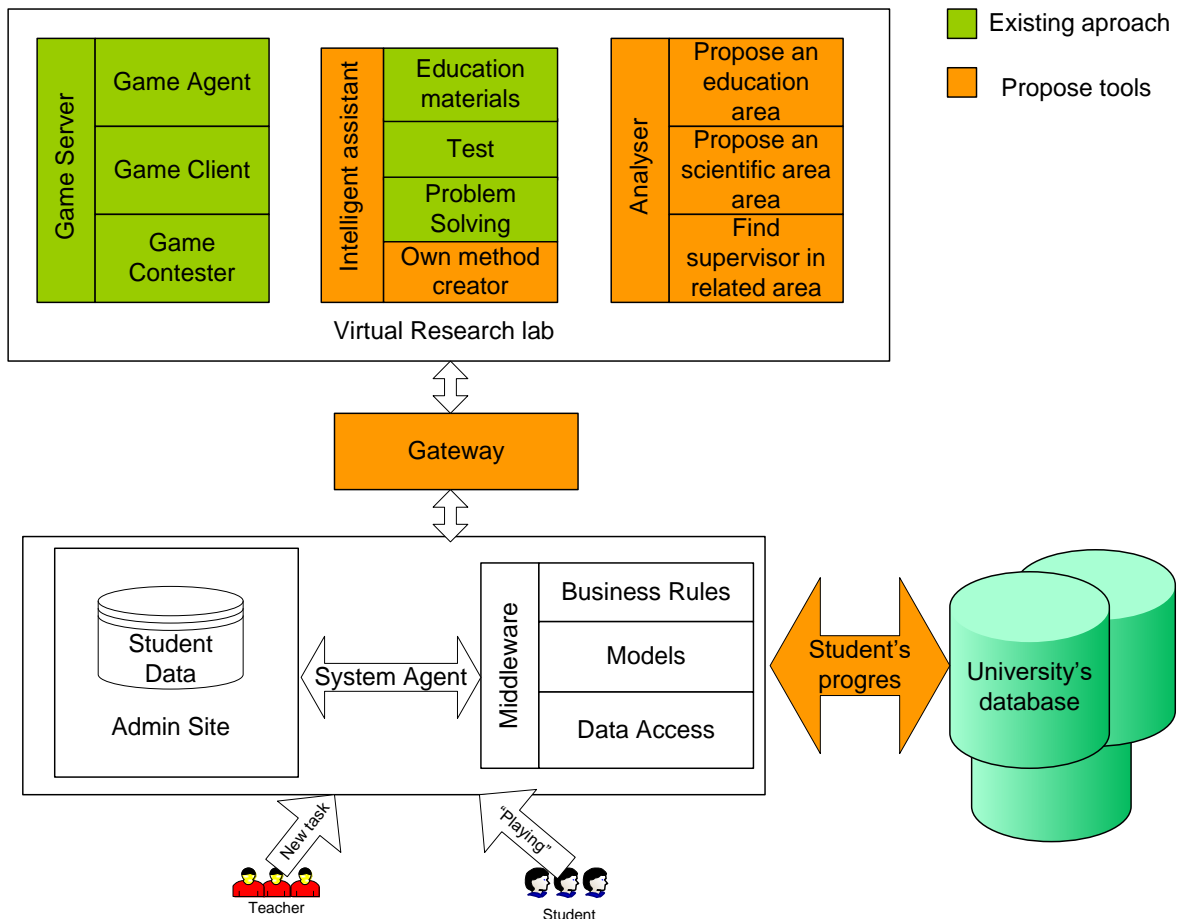 Existing aproach
Propose tools
Game Server
Game Agent
Game Client
Game
Contester
Intelligent assistant
Education
materials
Test
Problem
Solving
Own method
creator
Analyser
Propose an
education
area
Propose an
scientific area
area
Find
supervisor in
related area
Virtual Research lab
Gateway
Student
Data
Admin Site
System Agent
Middleware
Business Rules
Models
Data Access
Student's
progres
University's
database
New task
"Playing"
Teacher
Student